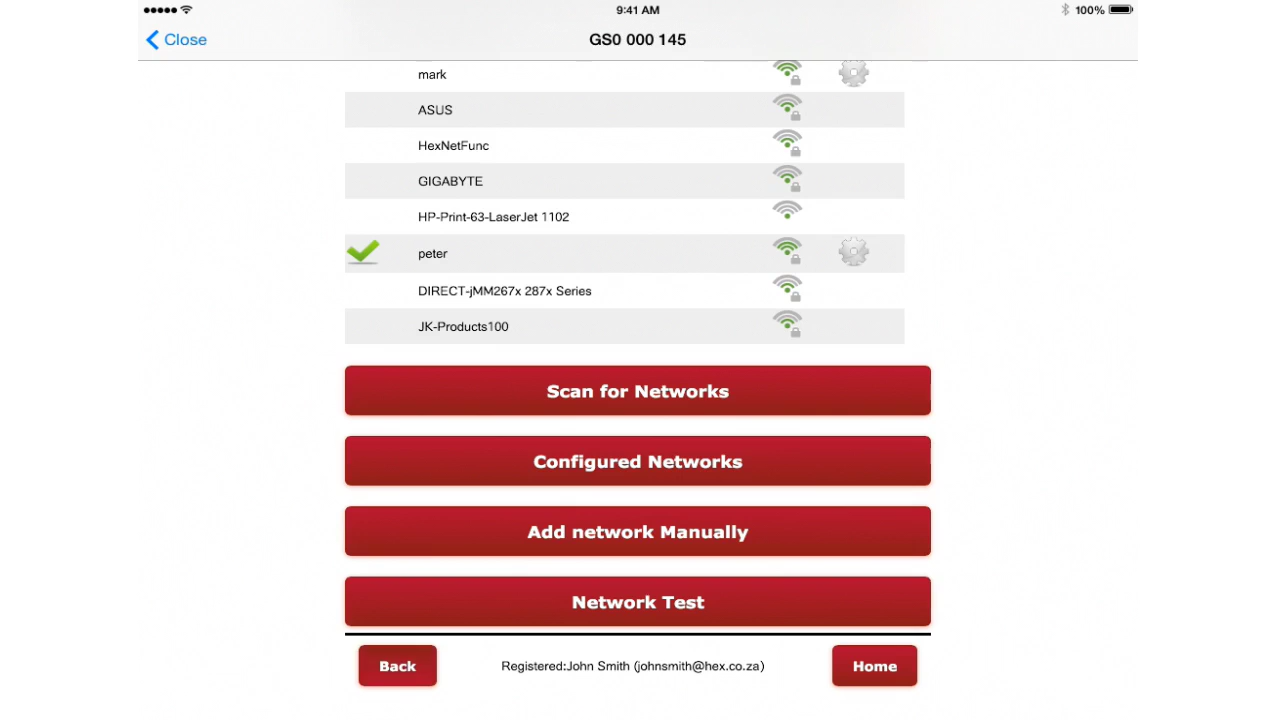 9:41 AM
100%
Close
GS0 000 145
mark
ASUS
HexNetFunc
GIGABYTE
HP-Print-63-LaserJet 1102
peter
DIRECT-jMM267x 287x Series
JK-Products100
Scan for Networks
Configured Networks
Add network Manually
Network Test
Back
Registered:John Smith (johnsmith@hex.co.za)
Home